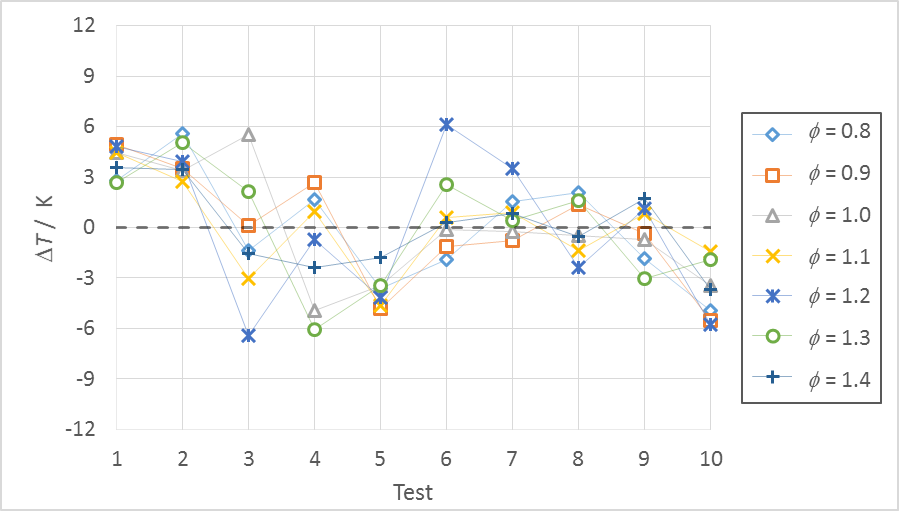 12
9
6
3
0
-3
-6
-9
-12
ΔT / K
1 2 3 4 5 6 7 8 9 10
Test
ϕ = 0.8
ϕ = 0.9
ϕ = 1.0
ϕ = 1.1
ϕ = 1.2
ϕ = 1.3
ϕ = 1.4